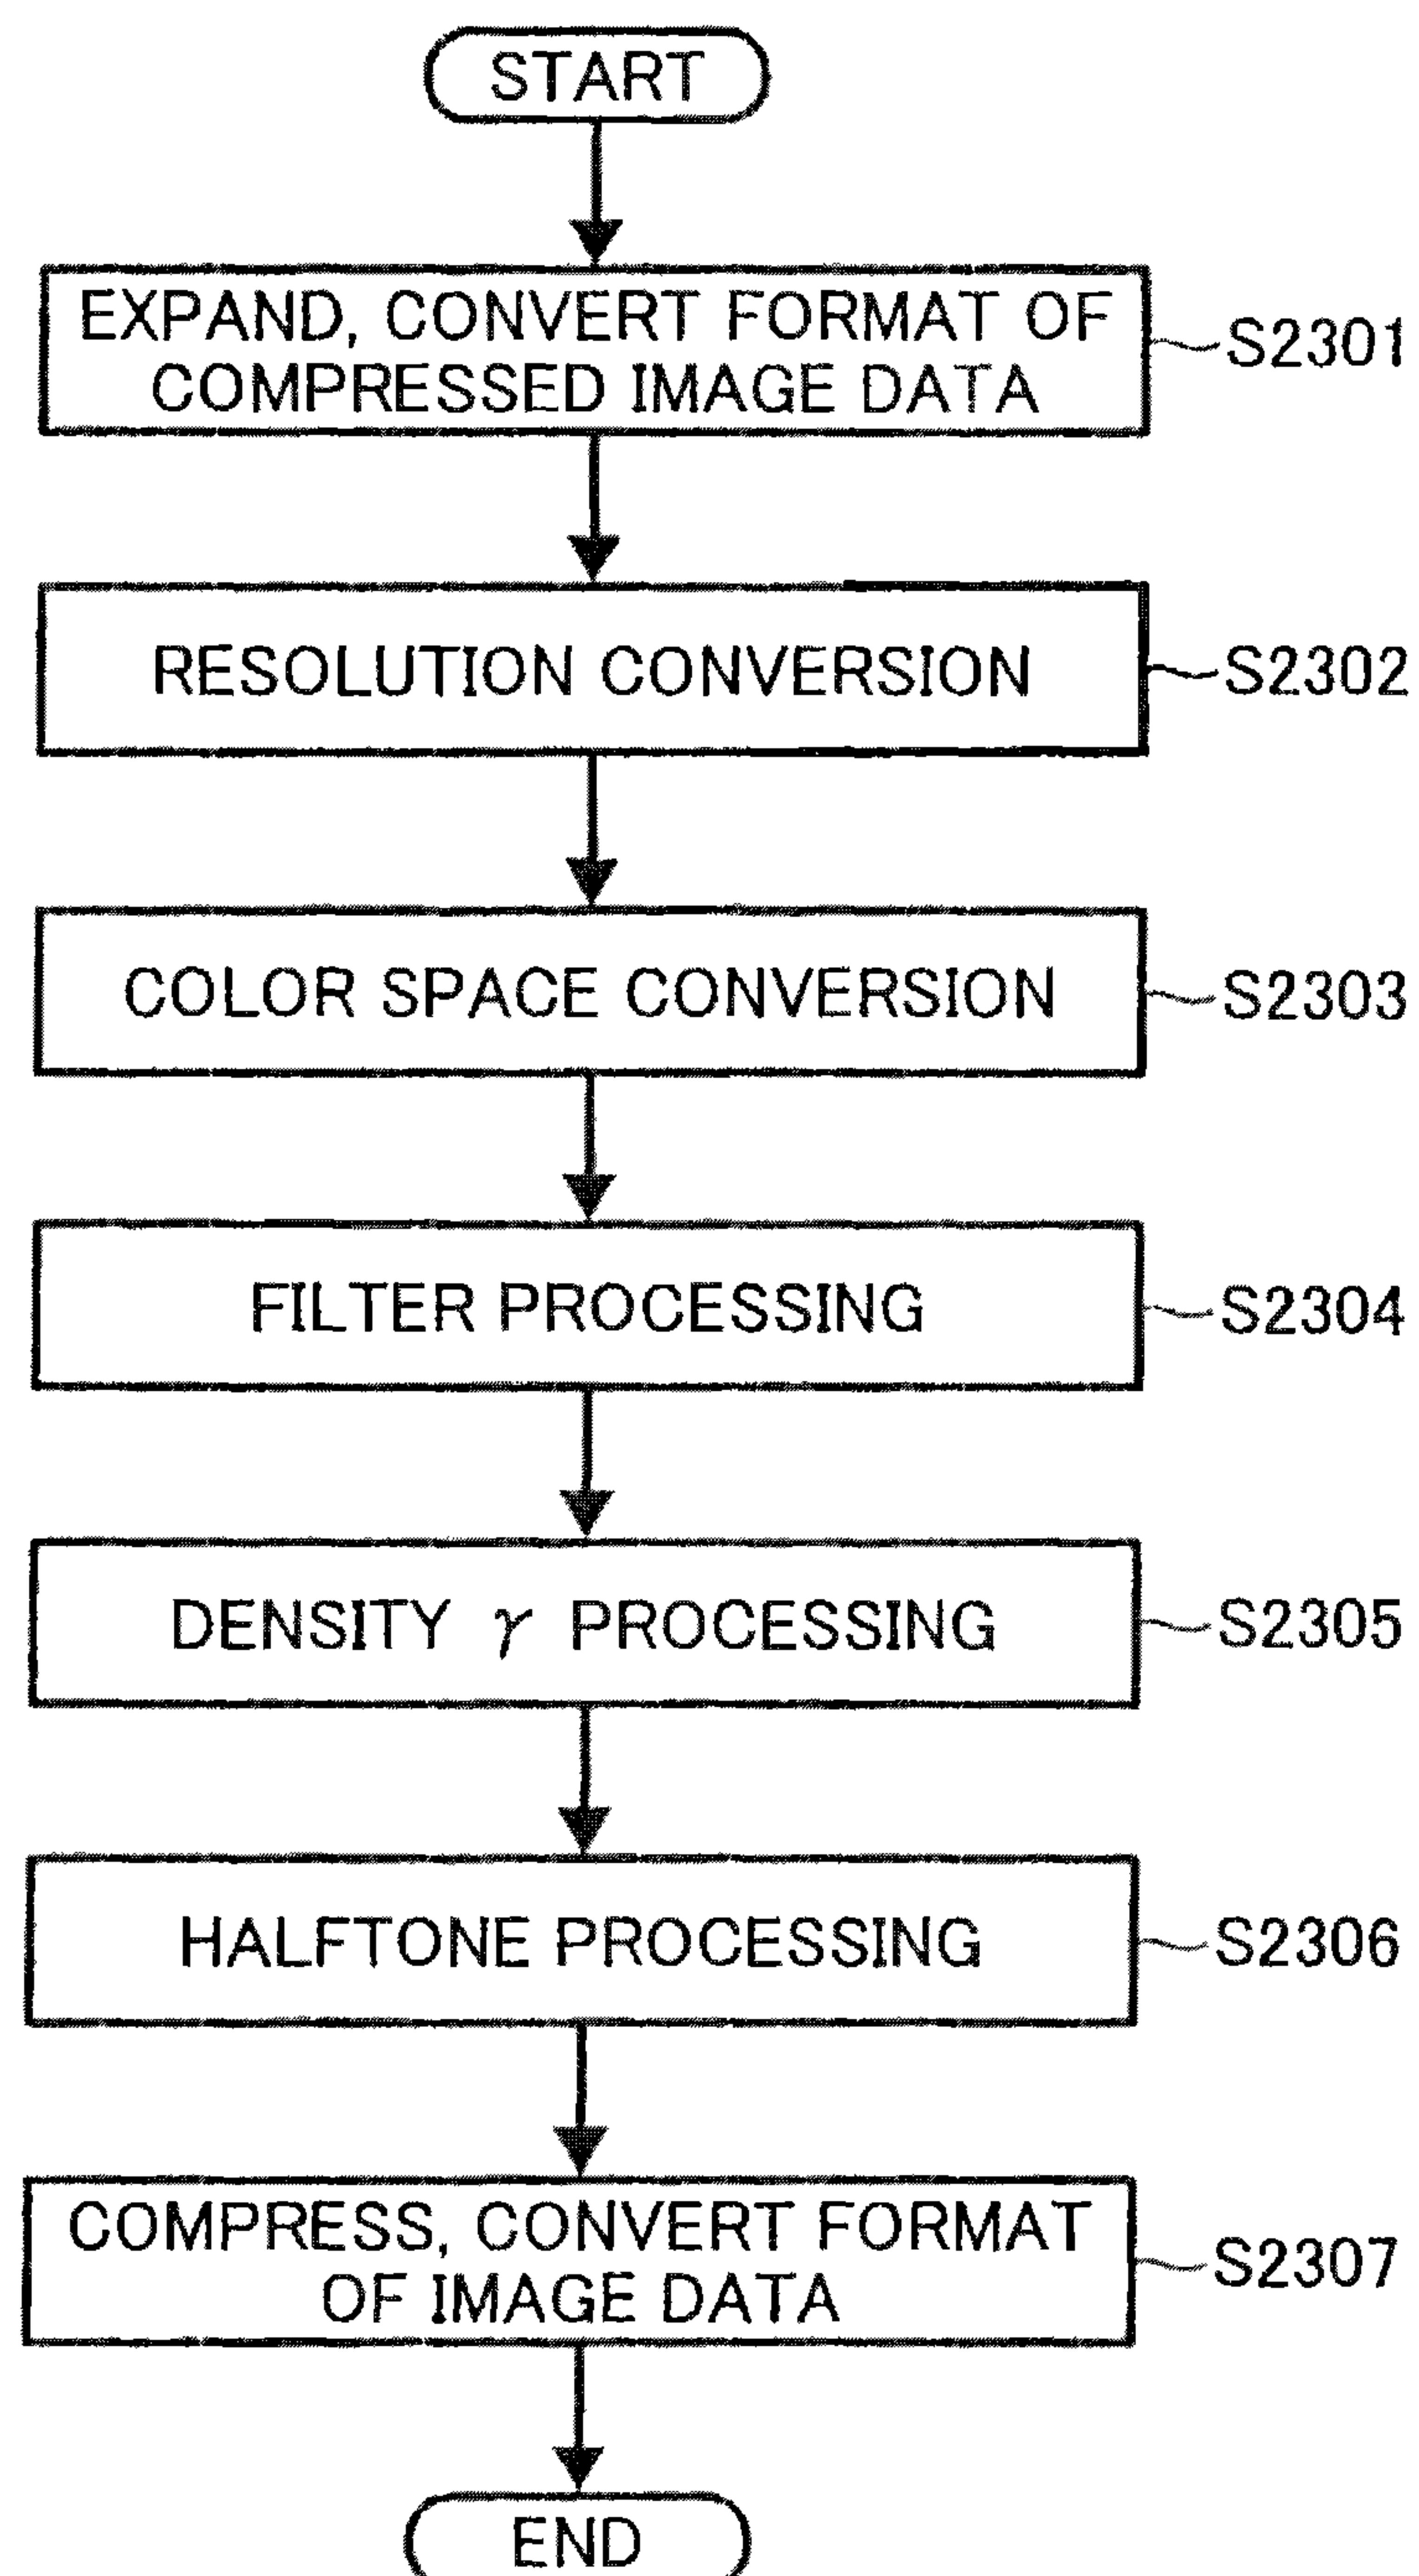 START
EXPAND, CONVERT FORMAT OF
COMPRESSED IMAGE DATA
S2301
RESOLUTION CONVERSION
S2302
COLOR SPACE CONVERSION
S2303
FILTER PROCESSING
S2304
DENSITY γ PROCESSING
S2305
HALFTONE PROCESSING
S2306
COMPRESS, CONVERT FORMAT
OF IMAGE DATA
S2307
END